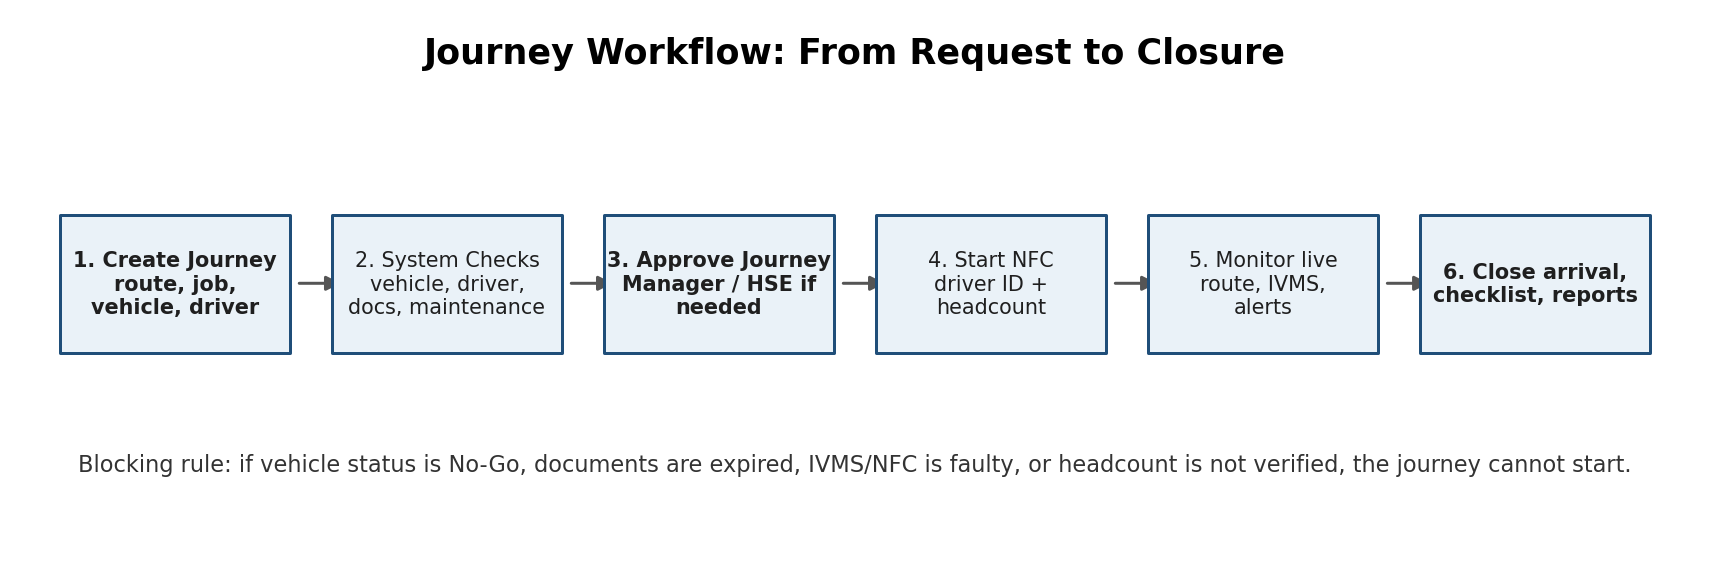 Journey Workflow: From Request to Closure
1. Create Journey
route, job,
vehicle, driver
2. System Checks
vehicle, driver,
docs, maintenance
3. Approve Journey
Manager / HSE if
needed
4. Start NFC
driver ID +
headcount
5. Monitor live
route, IVMS,
alerts
6. Close arrival,
checklist, reports
Blocking rule: if vehicle status is No-Go, documents are expired, IVMS/NFC is faulty, or headcount is not verified, the journey cannot start.